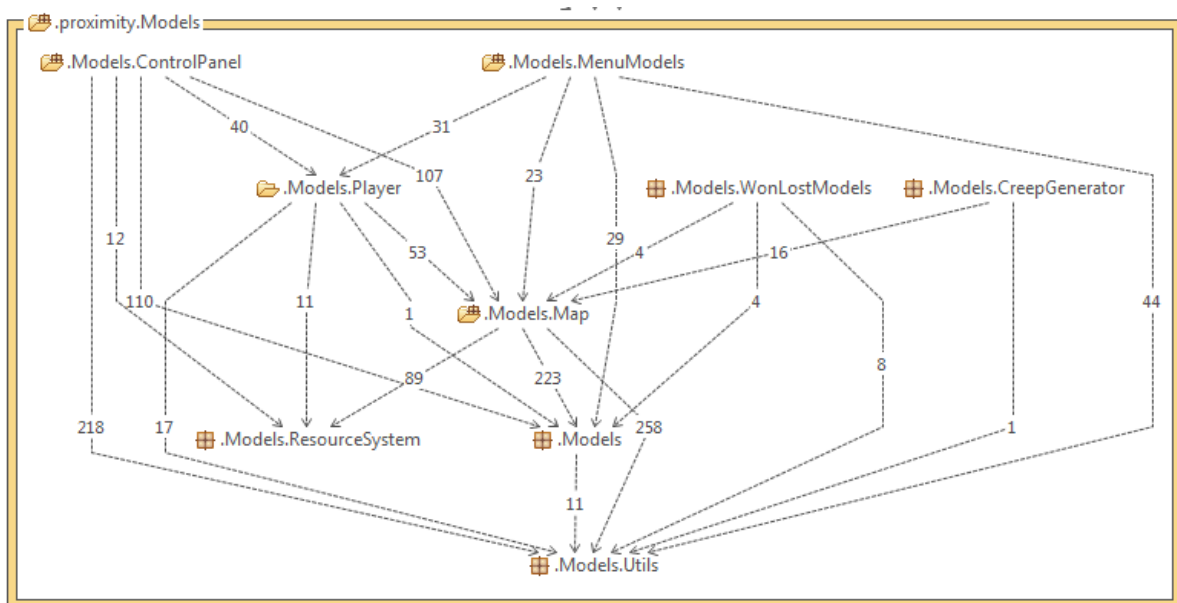 .proximity.Models
.Models.ControlPanel
.Models.MenuModels
40
31
107
23
.Models.Player
.Models.WonLostModels
.Models.CreepGenerator
12
53
29
4
16
110
11
1
.Models.Map
4
44
89
223
8
218
17
.Models.ResourceSystem
.Models
258
1
11
.Models.Utils